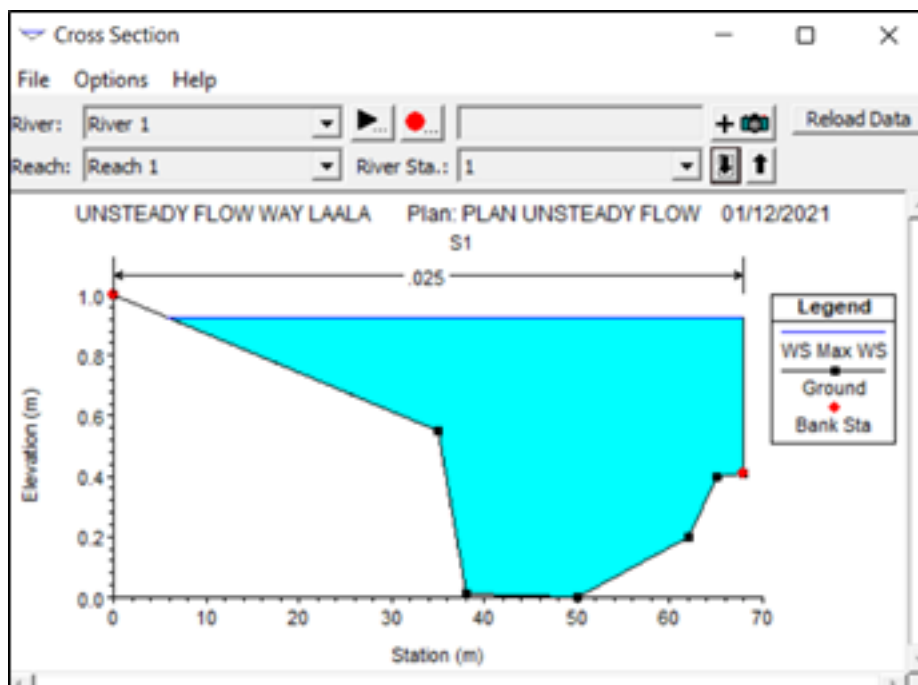 Cross Section
File Options Help
River: River 1 ... ... Reload Data
Reach: Reach 1 River Sta.: 1
UNSTEADY FLOW WAY LAALA Plan: PLAN UNSTEADY FLOW 01/12/2021
S1
.025
Legend
WS Max WS
Ground
Bank Sta
Elevation (m)
1.0
0.8
0.6
0.4
0.2
0.0
0 10 20 30 40 50 60 70
Station (m)